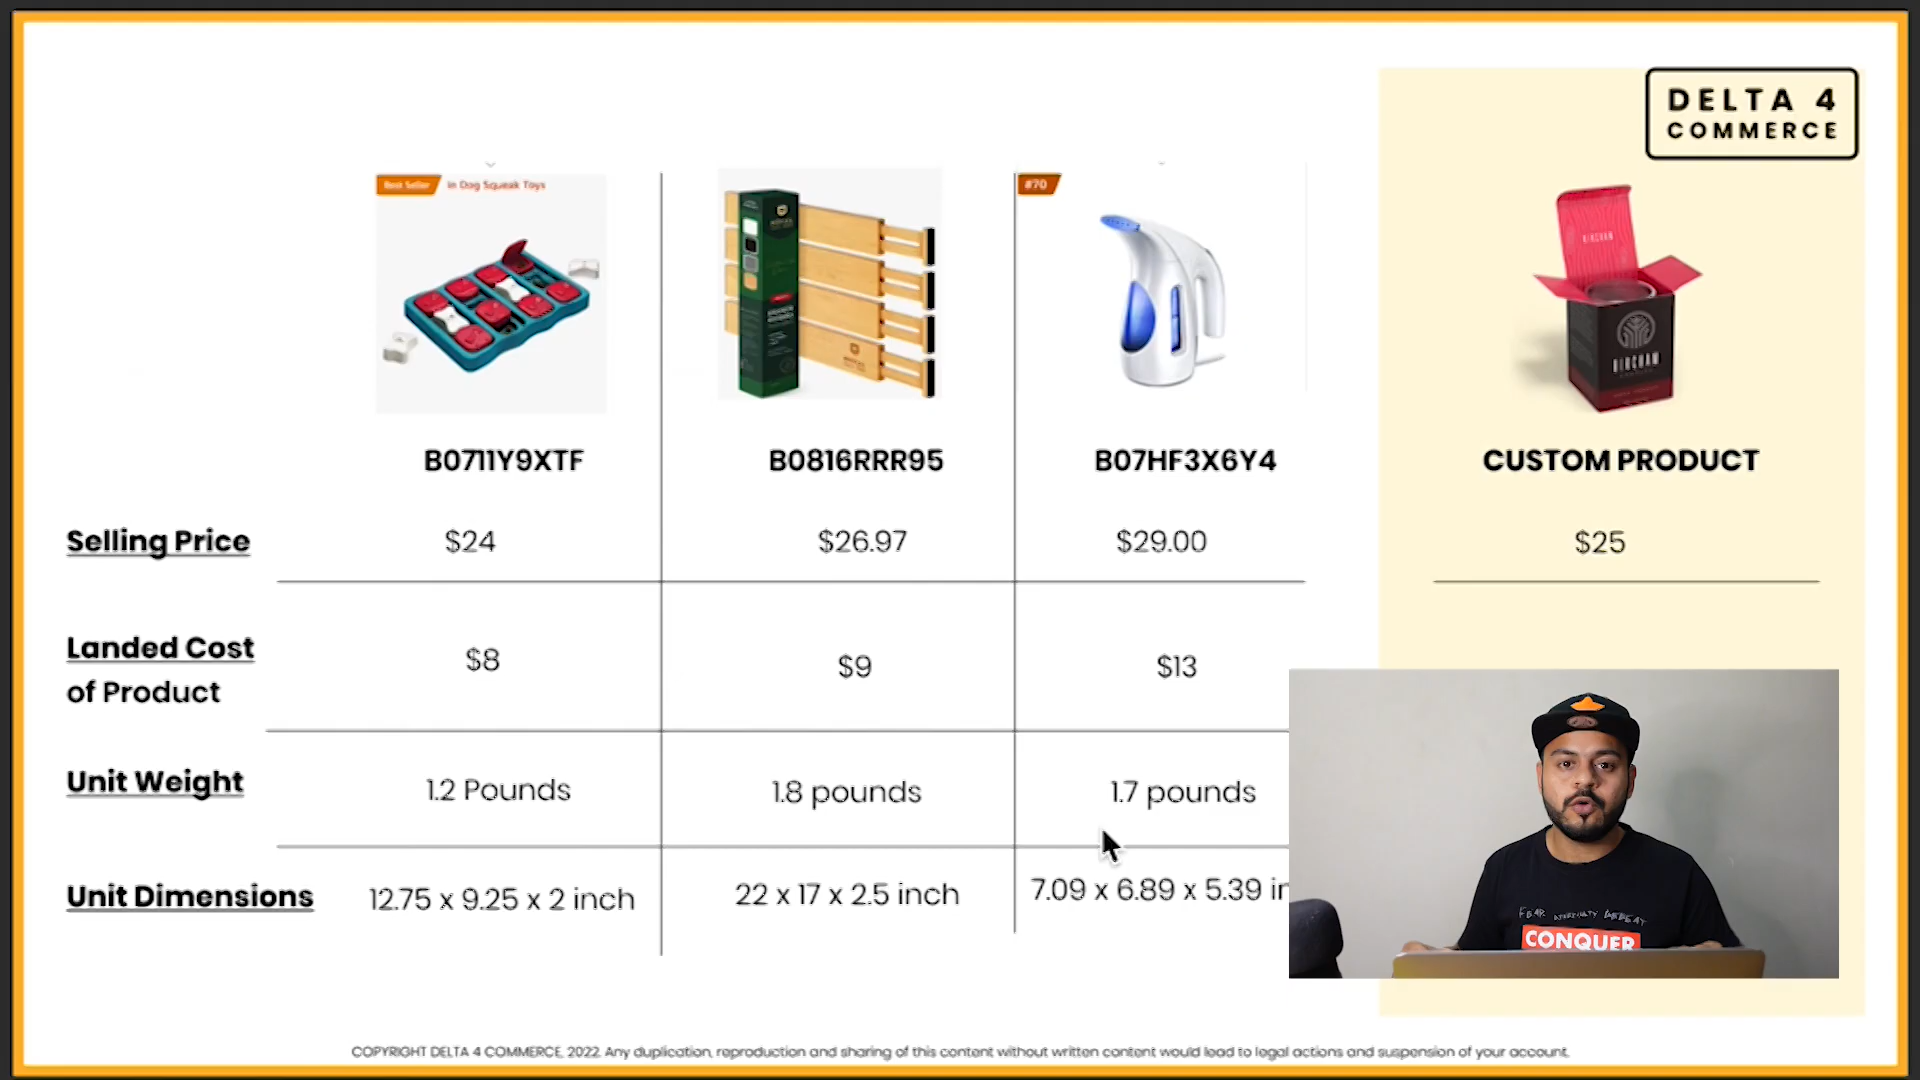 DELTA 4
COMMERCE
Best Seller in Dog Squeak Toys
#70
BINGHAM
BINGHAM
B0711Y9XTF
B0816RRR95
B07HF3X6Y4
CUSTOM PRODUCT
Selling Price
$24
$26.97
$29.00
$25
Landed Cost
of Product
$8
$9
$13
Unit Weight
1.2 Pounds
1.8 pounds
1.7 pounds
Unit Dimensions
12.75 x 9.25 x 2 inch
22 x 17 x 2.5 inch
7.09 x 6.89 x 5.39 in
CONQUER
COPYRIGHT DELTA 4 COMMERCE, 2022. Any duplication, reproduction and sharing of this content without written content would lead to legal actions and suspension of your account.